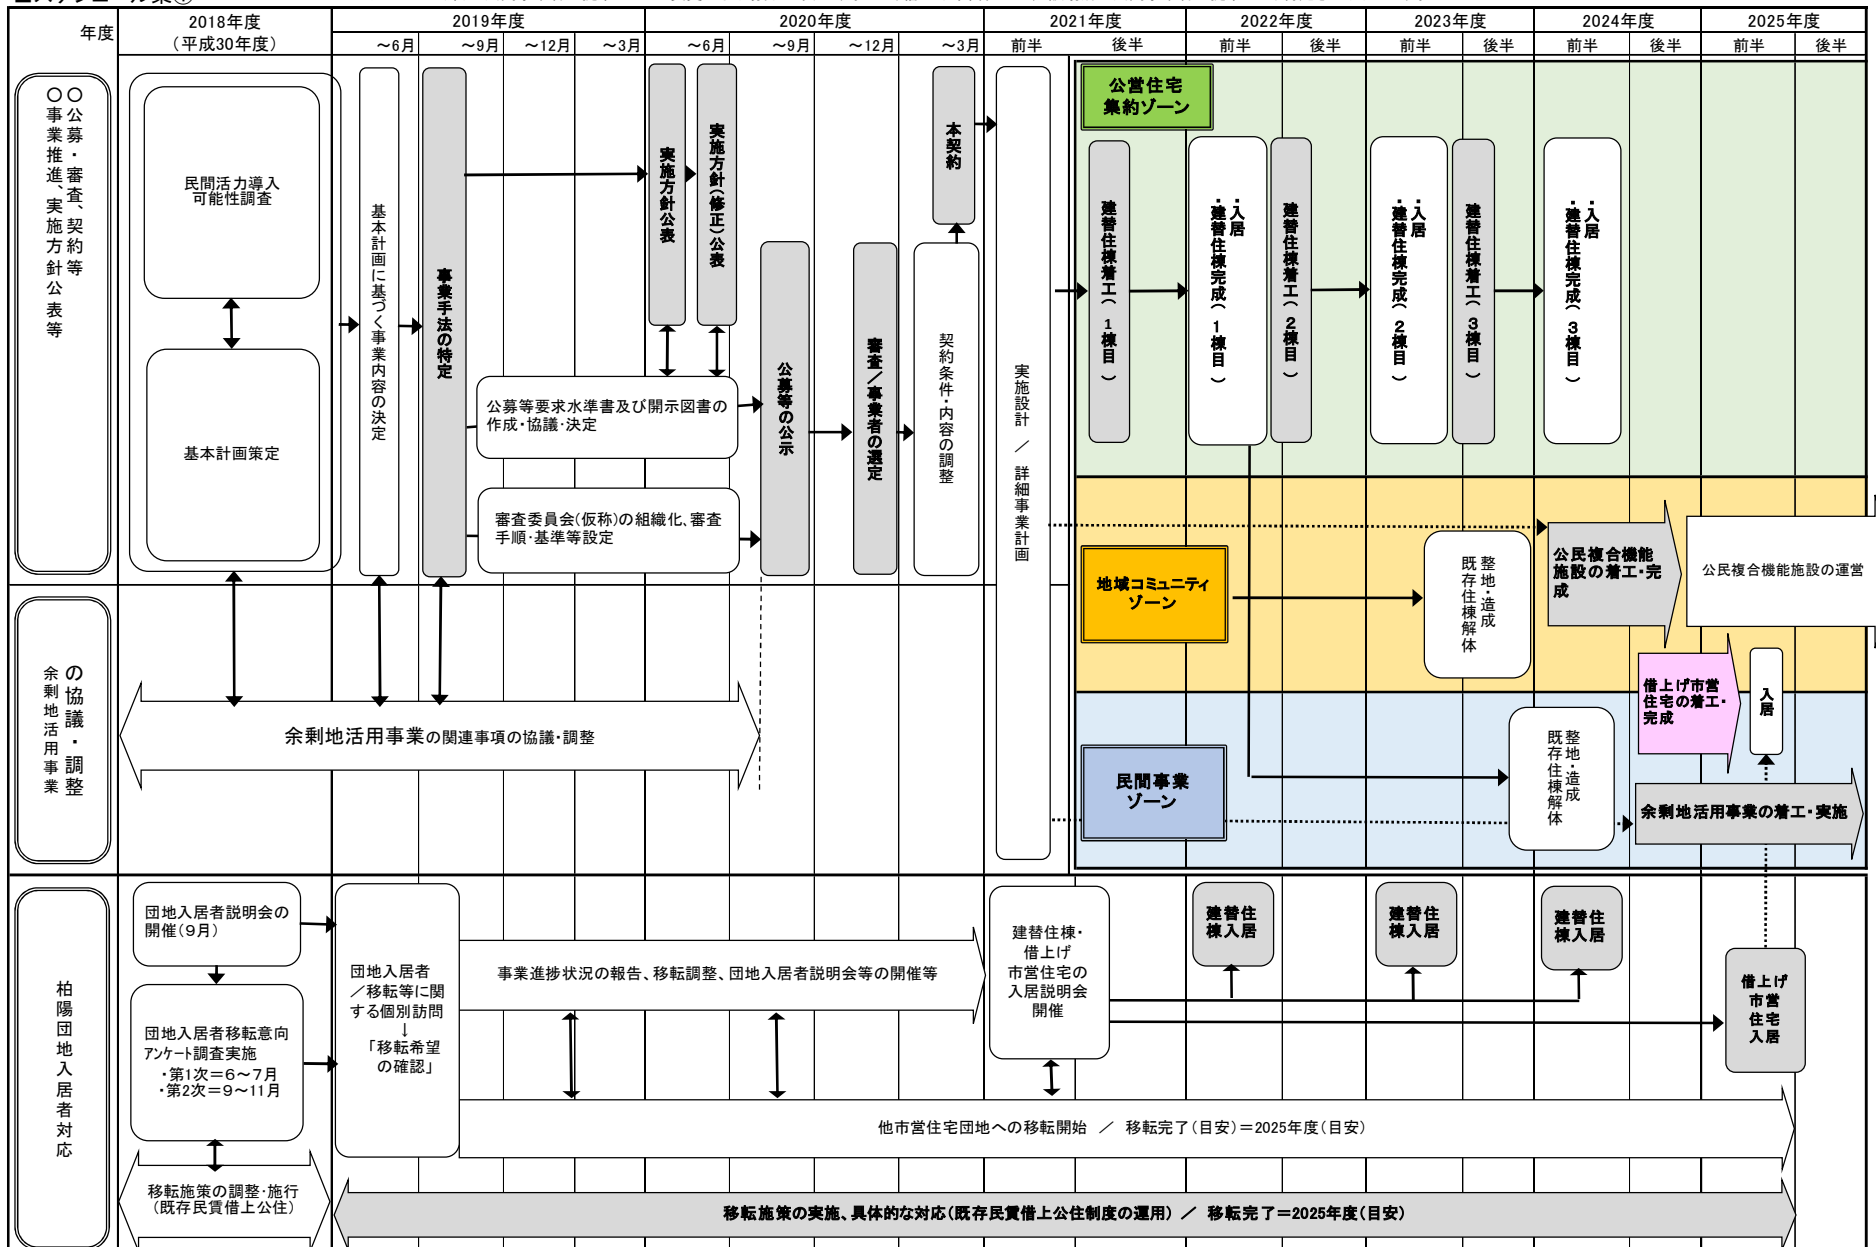 年度
2018年度
（平成30年度）
2019年度
2020年度
2021年度
2022年度
2023年度
2024年度
2025年度
～6月
～9月
～12月
～3月
～6月
～9月
～12月
～3月
前半
後半
前半
後半
前半
後半
前半
後半
前半
後半
○公募・審査、契約等
○事業推進、実施方針公表等
民間活力導入
可能性調査
基本計画策定
基本計画に基づく事業内容の決定
事業手法の特定
実施方針公表
実施方針（修正）公表
公募等要求水準書及び開示図書の
作成・協議・決定
審査委員会(仮称)の組織化、審査
手順・基準等設定
公募等の公示
審査／事業者の選定
本契約
契約条件・内容の調整
実施設計 ／ 詳細事業計画
公営住宅
集約ゾーン
建替住棟着工（1棟目）
・入居
・建替住棟完成（1棟目）
建替住棟着工（2棟目）
・入居
・建替住棟完成（2棟目）
建替住棟着工（3棟目）
・入居
・建替住棟完成（3棟目）
地域コミュニティ
ゾーン
整地・造成
既存住棟解体
公民複合機能
施設の着工・完
成
公民複合機能施設の運営
借上げ市営
住宅の着工・
完成
入居
民間事業
ゾーン
整地・造成
既存住棟解体
余剰地活用事業の着工・実施
の協議・調整
余剰地活用事業
余剰地活用事業の関連事項の協議・調整
柏陽団地入居者対応
団地入居者説明会の
開催（９月）
団地入居者移転意向
アンケート調査実施
・第1次＝６～７月
・第2次＝９～11月
移転施策の調整・施行
（既存民賃借上公住）
団地入居者
／移転等に関
する個別訪問
↓
「移転希望
の確認」
事業進捗状況の報告、移転調整、団地入居者説明会等の開催等
建替住棟・
借上げ
市営住宅の
入居説明会
開催
建替住
棟入居
建替住
棟入居
建替住
棟入居
借上げ
市営
住宅
入居
他市営住宅団地への移転開始 ／ 移転完了（目安）＝2025年度（目安）
移転施策の実施、具体的な対応（既存民賃借上公住制度の運用） ／ 移転完了＝2025年度（目安）